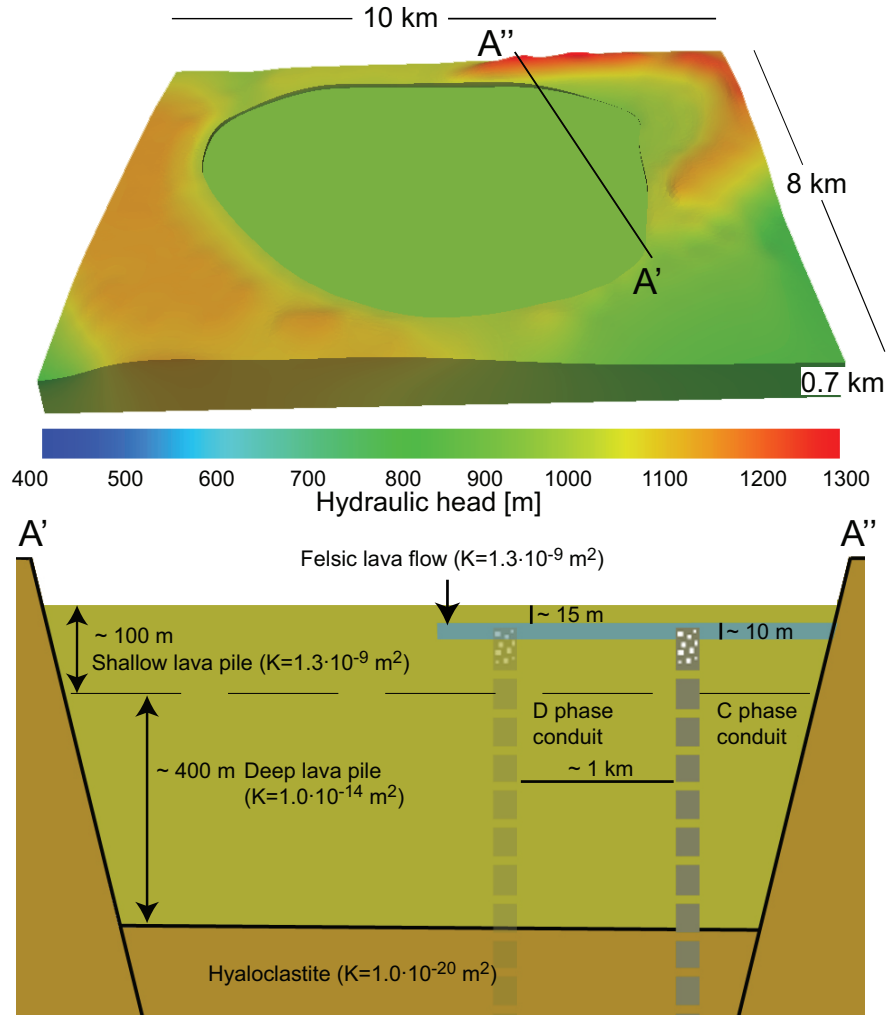 10 km
A''
8 km
A'
0.7 km
400 500 600 700 800 900 1000 1100 1200 1300
Hydraulic head [m]
A' A''
Felsic lava flow (K=1.3·10⁻⁹ m²)
~ 15 m
~ 10 m
~ 100 m
Shallow lava pile (K=1.3·10⁻⁹ m²)
D phase
conduit
C phase
conduit
~ 1 km
~ 400 m Deep lava pile
(K=1.0·10⁻¹⁴ m²)
Hyaloclastite (K=1.0·10⁻²⁰ m²)